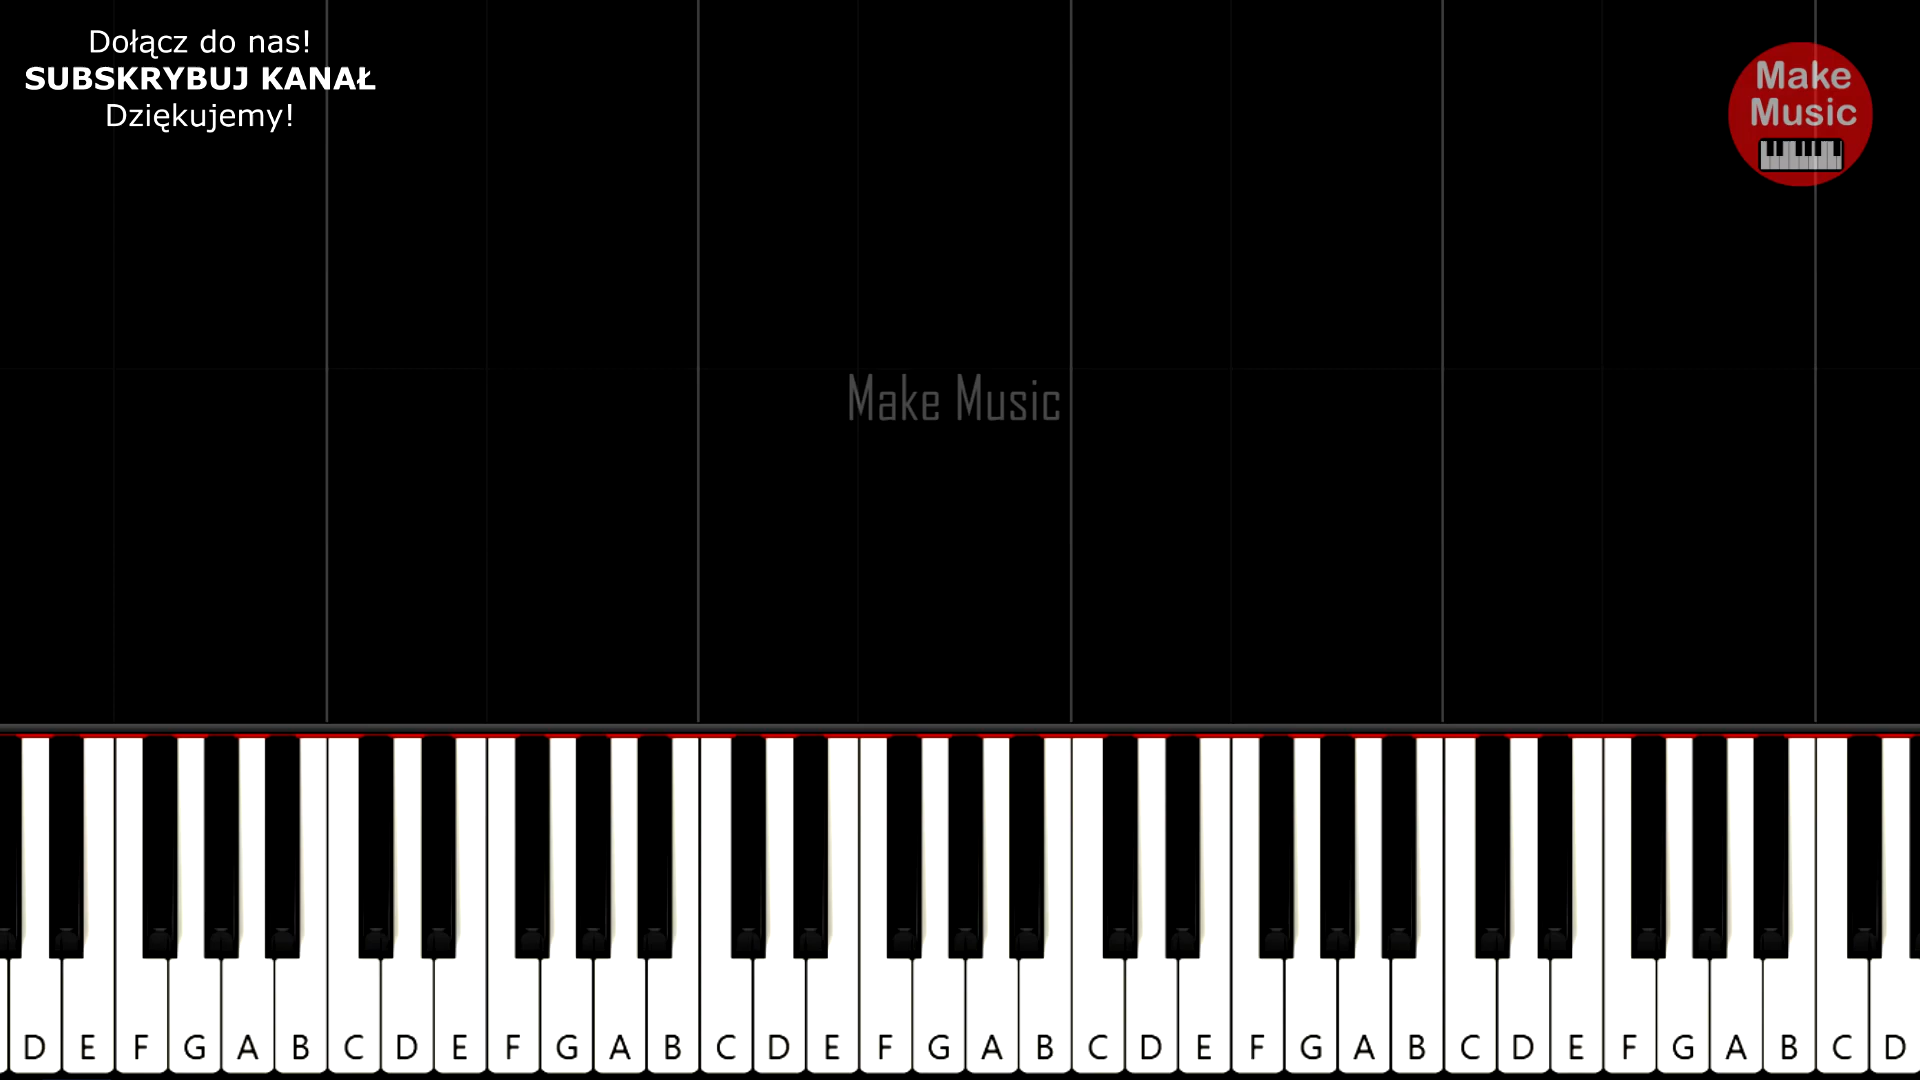 Dołącz do nas!
SUBSKRYBUJ KANAŁ
Dziękujemy!
Make
Music
Make Music
D E F G A B C D E F G A B C D E F G A B C D E F G A B C D E F G A B C D